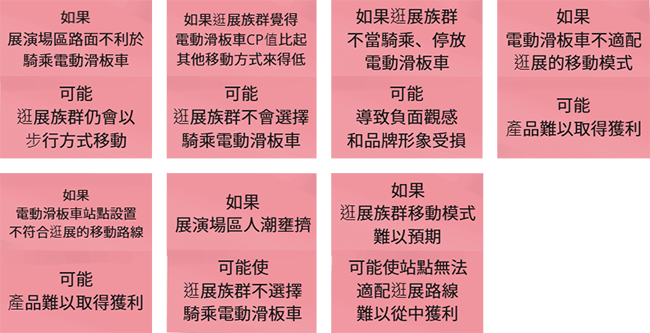 如果
展演場區路面不利於
騎乘電動滑板車
可能
逛展族群仍會以
步行方式移動
如果逛展族群覺得
電動滑板車CP值比起
其他移動方式來得低
可能
逛展族群不會選擇
騎乘電動滑板車
如果逛展族群
不當騎乘、停放
電動滑板車
可能
導致負面觀感
和品牌形象受損
如果
電動滑板車不適配
逛展的移動模式
可能
產品難以取得獲利
如果
電動滑板車站點設置
不符合逛展的移動路線
可能
產品難以取得獲利
如果
展演場區人潮壅擠
可能使
逛展族群不選擇
騎乘電動滑板車
如果
逛展族群移動模式
難以預期
可能使站點無法
適配逛展路線
難以從中獲利